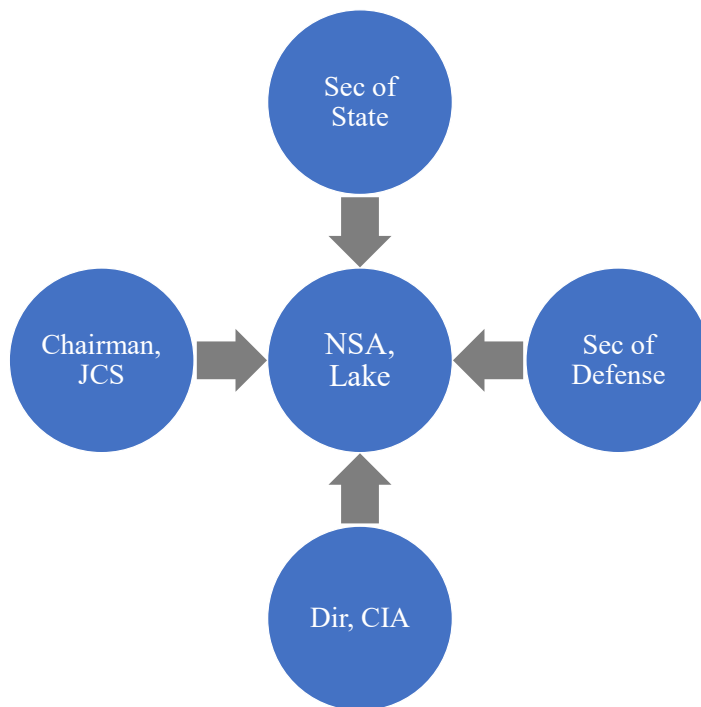 Sec of
State
Chairman,
JCS
NSA,
Lake
Sec of
Defense
Dir, CIA